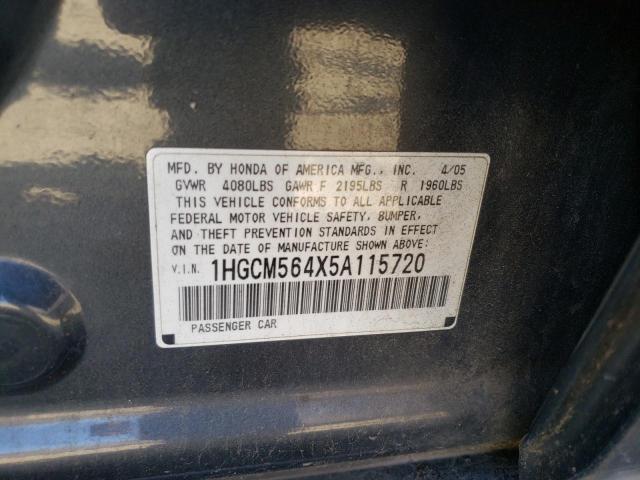 MFD. BY HONDA OF AMERICA MFG., INC. 4/05
GVWR 4080LBS GAWR F 2195LBS R 1960LBS
THIS VEHICLE CONFORMS TO ALL APPLICABLE
FEDERAL MOTOR VEHICLE SAFETY, BUMPER,
AND THEFT PREVENTION STANDARDS IN EFFECT
ON THE DATE OF MANUFACTURE SHOWN ABOVE:
V.I.N. 1HGCM564X5A115720
PASSENGER CAR